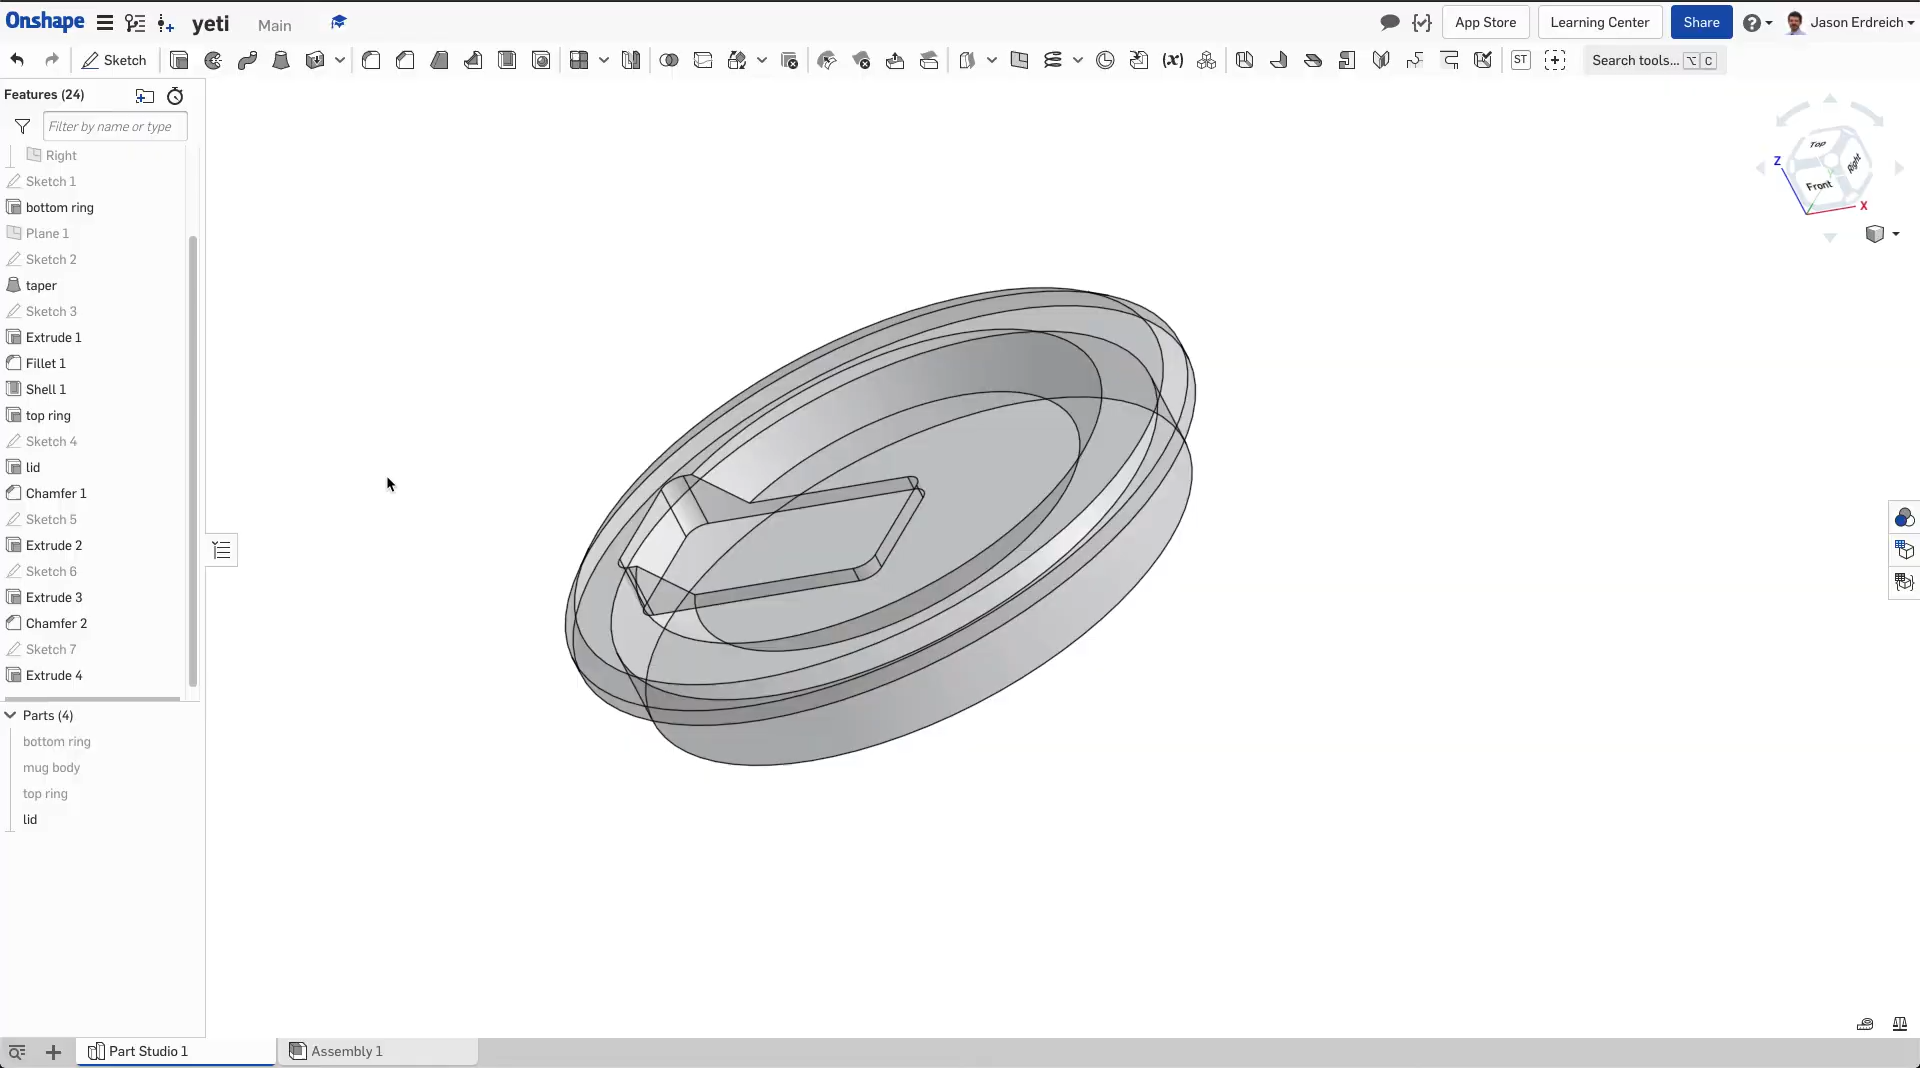 Onshape yeti Main App Store Learning Center Share Jason Erdreich
Sketch (x) ST Search tools... ⌥ C
Features (24)
Filter by name or type
Right
Sketch 1
bottom ring
Plane 1
Sketch 2
taper
Sketch 3
Extrude 1
Fillet 1
Shell 1
top ring
Sketch 4
lid
Chamfer 1
Sketch 5
Extrude 2
Sketch 6
Extrude 3
Chamfer 2
Sketch 7
Extrude 4
Parts (4)
bottom ring
mug body
top ring
lid
Top
Z
Right
Front
X
Part Studio 1 Assembly 1